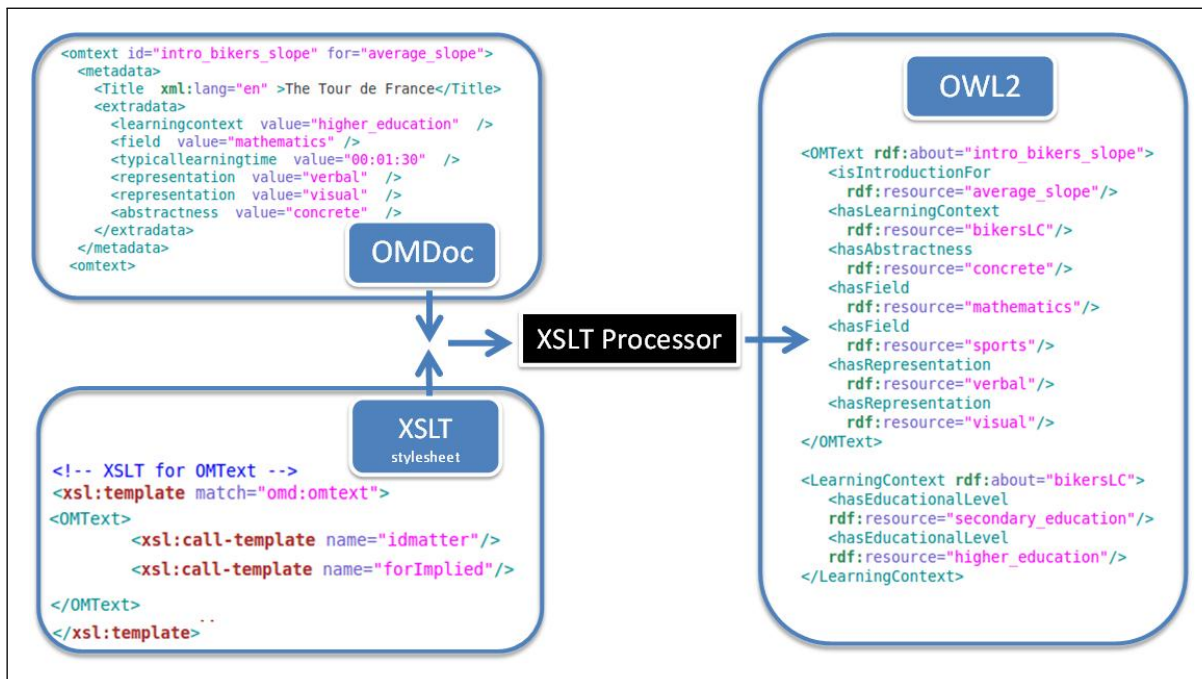 <omtext id="intro_bikers_slope" for="average_slope">
<metadata>
<Title xml:lang="en" >The Tour de France</Title>
<extradata>
<learningcontext value="higher_education" />
<field value="mathematics" />
<typicallearningtime value="00:01:30" />
<representation value="verbal" />
<representation value="visual" />
<abstractness value="concrete" />
</extradata>
</metadata>
<omtext>
OMDoc
XSLT
stylesheet
<!-- XSLT for OMText -->
<xsl:template match="omd:omtext">
<OMText>
<xsl:call-template name="idmatter"/>
<xsl:call-template name="forImplied"/>
</OMText>
</xsl:template>
XSLT Processor
OWL2
<OMText rdf:about="intro_bikers_slope">
<isIntroductionFor
rdf:resource="average_slope"/>
<hasLearningContext
rdf:resource="bikersLC"/>
<hasAbstractness
rdf:resource="concrete"/>
<hasField
rdf:resource="mathematics"/>
<hasField
rdf:resource="sports"/>
<hasRepresentation
rdf:resource="verbal"/>
<hasRepresentation
rdf:resource="visual"/>
</OMText>
<LearningContext rdf:about="bikersLC">
<hasEducationalLevel
rdf:resource="secondary_education"/>
<hasEducationalLevel
rdf:resource="higher_education"/>
</LearningContext>